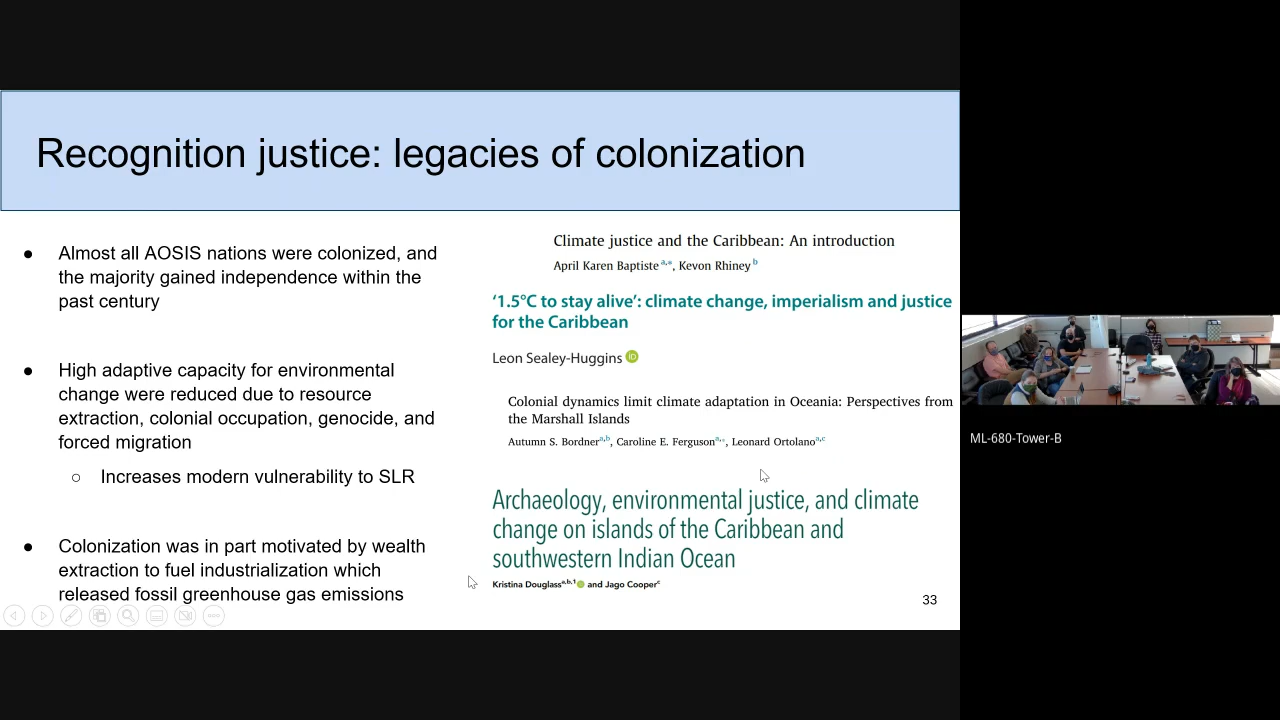 Recognition justice: legacies of colonization
● Almost all AOSIS nations were colonized, and
the majority gained independence within the
past century
● High adaptive capacity for environmental
change were reduced due to resource
extraction, colonial occupation, genocide, and
forced migration
○ Increases modern vulnerability to SLR
● Colonization was in part motivated by wealth
extraction to fuel industrialization which
released fossil greenhouse gas emissions
Climate justice and the Caribbean: An introduction
April Karen Baptiste a,*, Kevon Rhiney b
‘1.5°C to stay alive’: climate change, imperialism and justice
for the Caribbean
Leon Sealey-Huggins iD
Colonial dynamics limit climate adaptation in Oceania: Perspectives from
the Marshall Islands
Autumn S. Bordner a,b, Caroline E. Ferguson a,*, Leonard Ortolano a,c
Archaeology, environmental justice, and climate
change on islands of the Caribbean and
southwestern Indian Ocean
Kristina Douglass a,b,1 iD and Jago Cooper c
33
ML-680-Tower-B